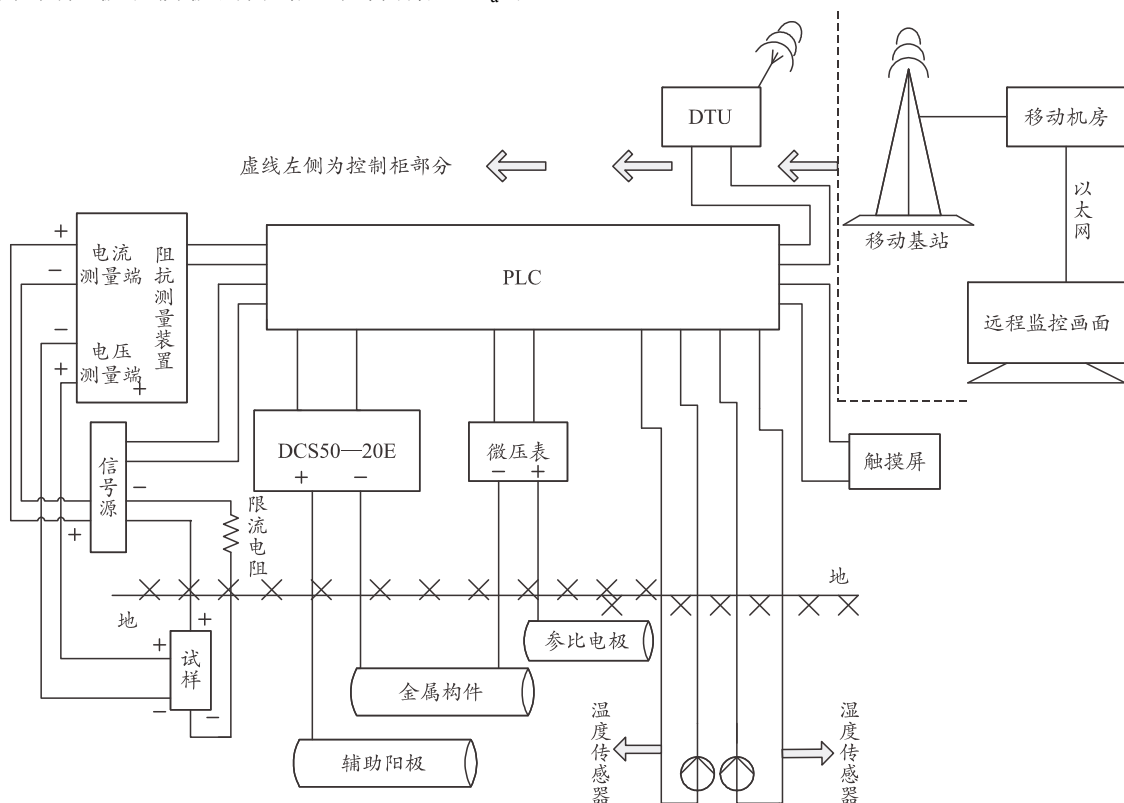 DTU
移动机房
虚线左侧为控制柜部分
以太网
移动基站
+
−
−
+
电流
测量端
电压
测量端
+
阻抗测量装置
PLC
远程监控画面
DCS50—20E
+ −
微压表
− +
触摸屏
信号源
−
+
限流电阻
地
地
+
+
试样
−
−
参比电极
金属构件
辅助阳极
温度传感器
湿度传感器